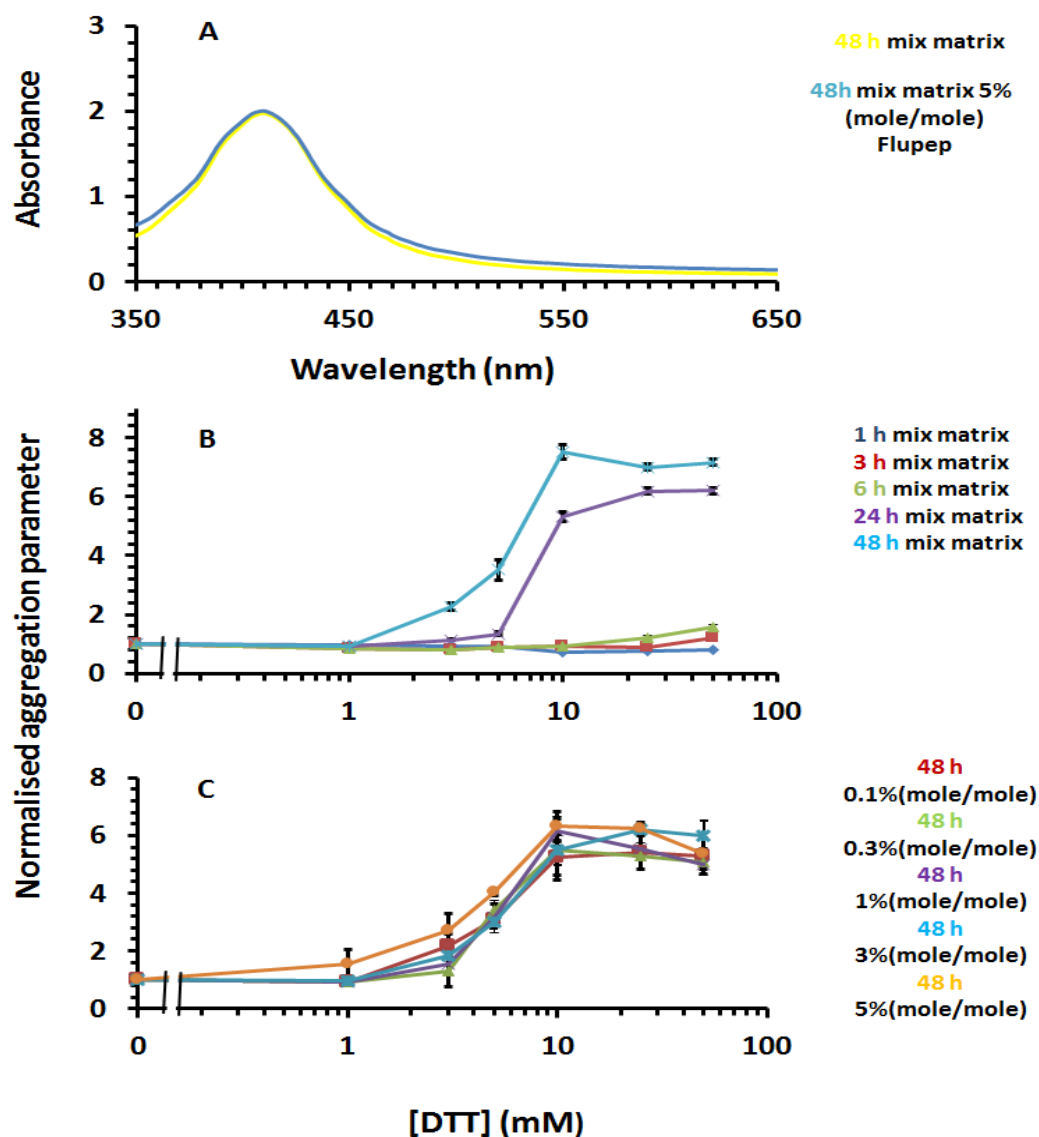 A
Absorbance
3
2
1
0
350
450
550
650
Wavelength (nm)
48 h mix matrix
48h mix matrix 5%
(mole/mole)
Flupep
Normalised aggregation parameter
B
8
6
4
2
0
0
1
10
100
1 h mix matrix
3 h mix matrix
6 h mix matrix
24 h mix matrix
48 h mix matrix
C
8
6
4
2
0
0
1
10
100
[DTT] (mM)
48 h
0.1%(mole/mole)
48 h
0.3%(mole/mole)
48 h
1%(mole/mole)
48 h
3%(mole/mole)
48 h
5%(mole/mole)